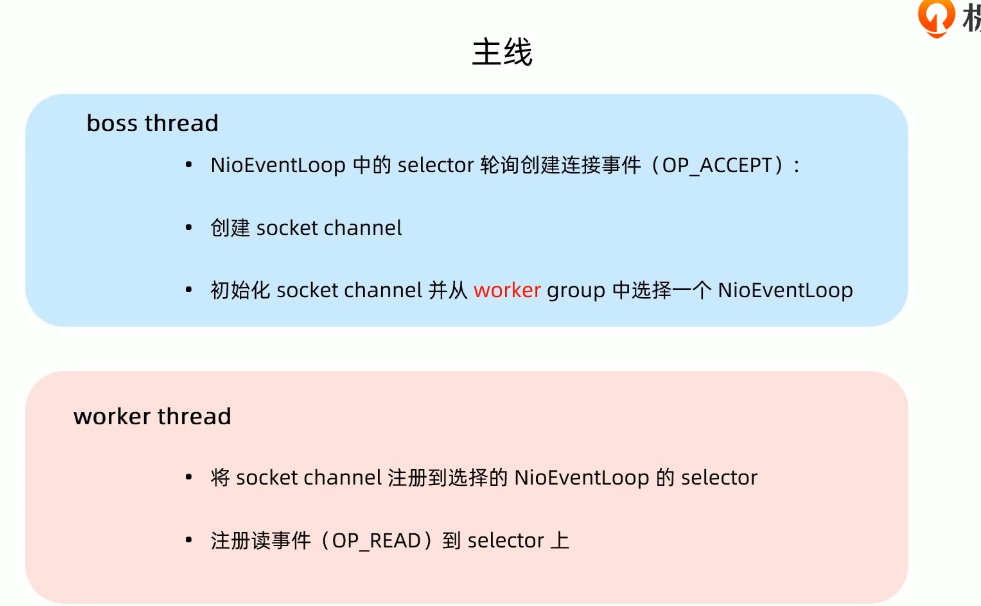 主线
boss thread
• NioEventLoop 中的 selector 轮询创建连接事件（OP_ACCEPT）:
• 创建 socket channel
• 初始化 socket channel 并从 worker group 中选择一个 NioEventLoop
worker thread
• 将 socket channel 注册到选择的 NioEventLoop 的 selector
• 注册读事件（OP_READ）到 selector 上